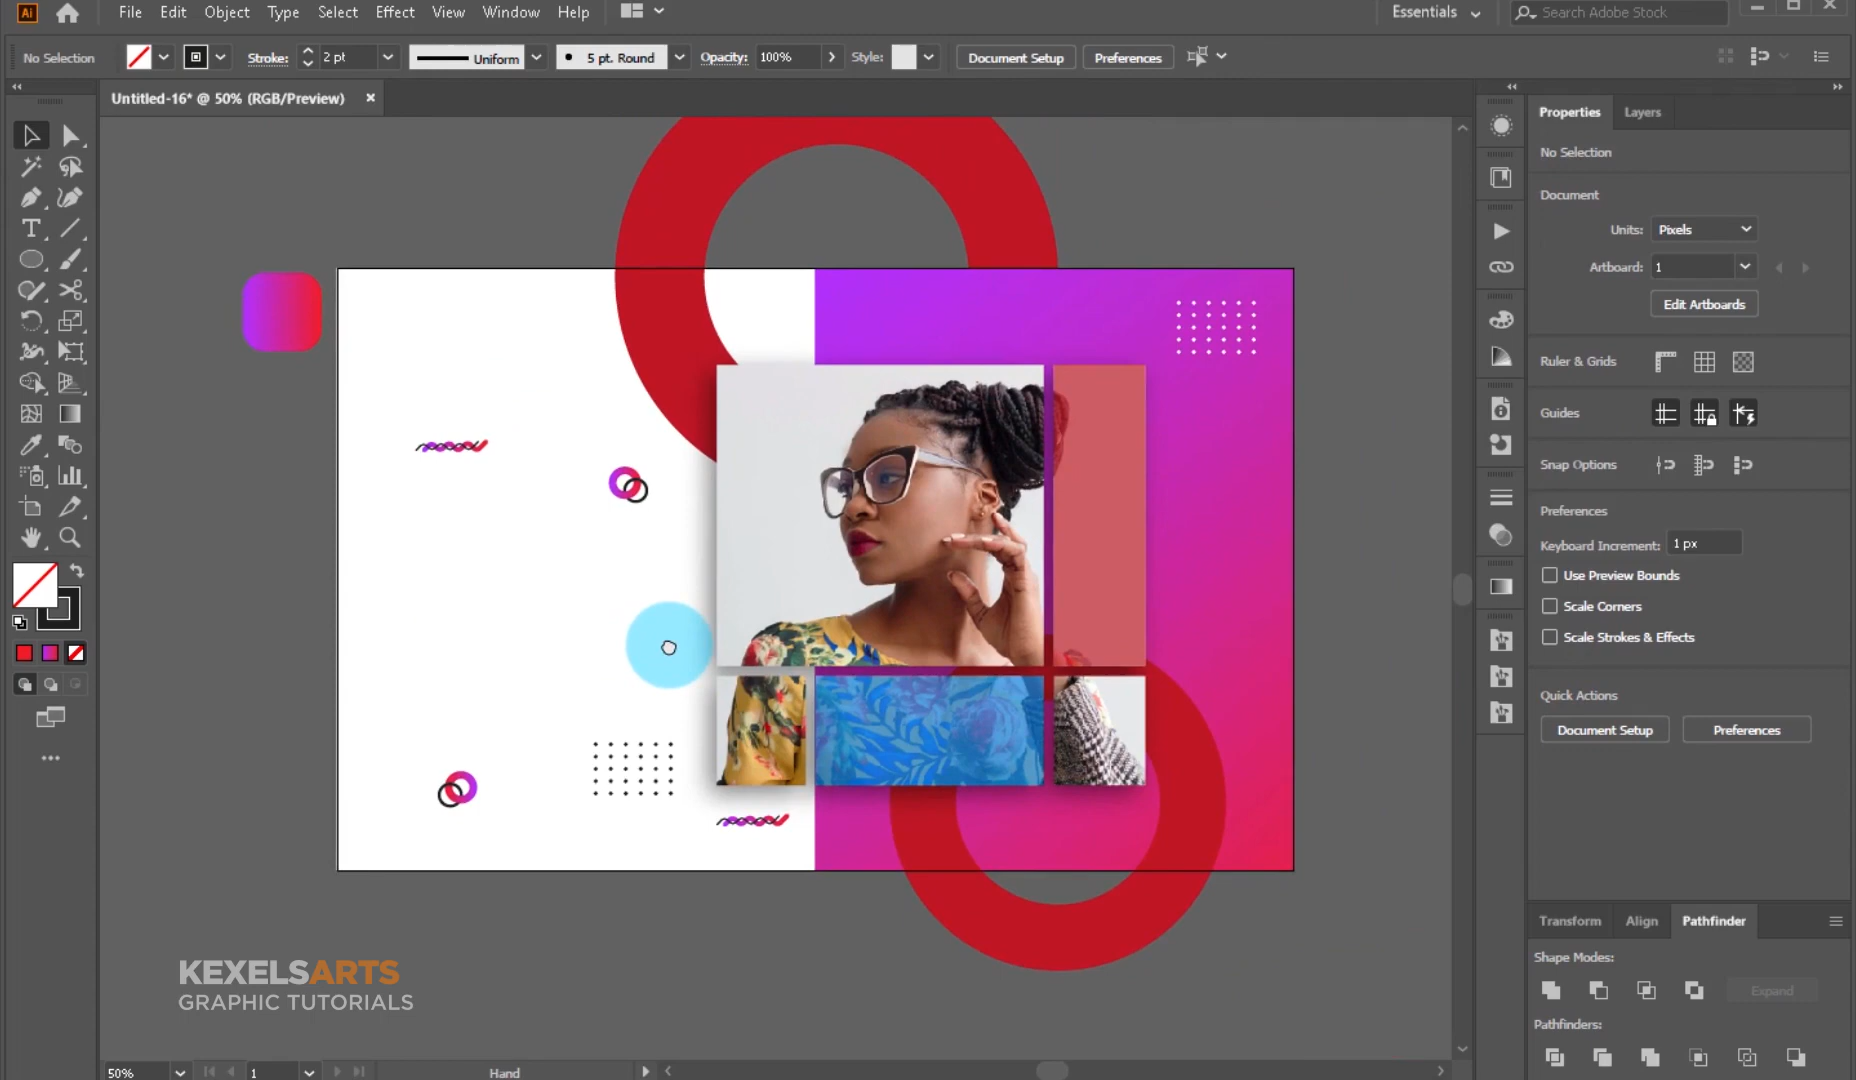 Ai File Edit Object Type Select Effect View Window Help Essentials Search Adobe Stock
No Selection Stroke: 2 pt Uniform 5 pt. Round Opacity: 100% Style: Document Setup Preferences
Untitled-16* @ 50% (RGB/Preview) ×
Properties Layers
No Selection
Document
Units: Pixels
Artboard: 1
Edit Artboards
Ruler & Grids
Guides
Snap Options
Preferences
Keyboard Increment: 1 px
Use Preview Bounds
Scale Corners
Scale Strokes & Effects
Quick Actions
Document Setup Preferences
Transform Align Pathfinder
Shape Modes:
Expand
Pathfinders:
KEXELSARTS
GRAPHIC TUTORIALS
50% 1 Hand